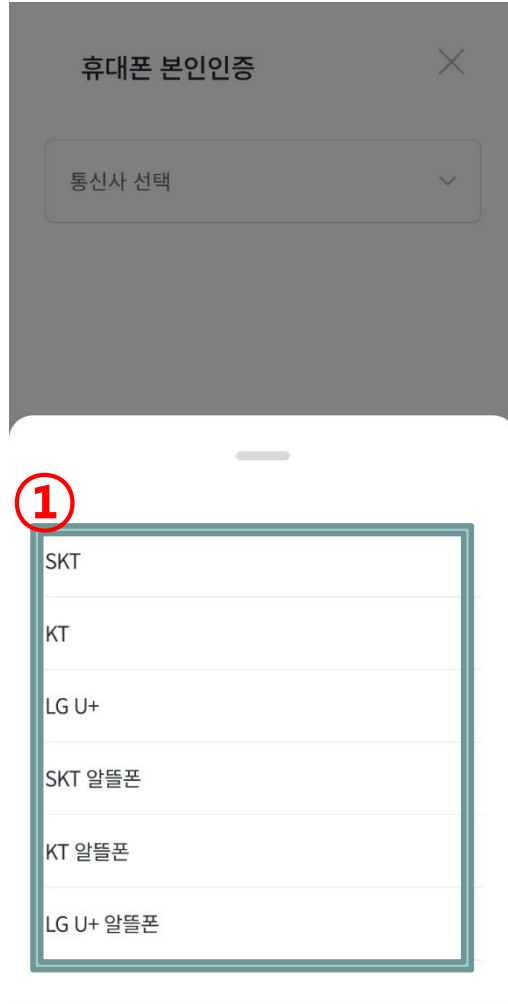 휴대폰 본인인증
통신사 선택
①
SKT
KT
LG U+
SKT 알뜰폰
KT 알뜰폰
LG U+ 알뜰폰